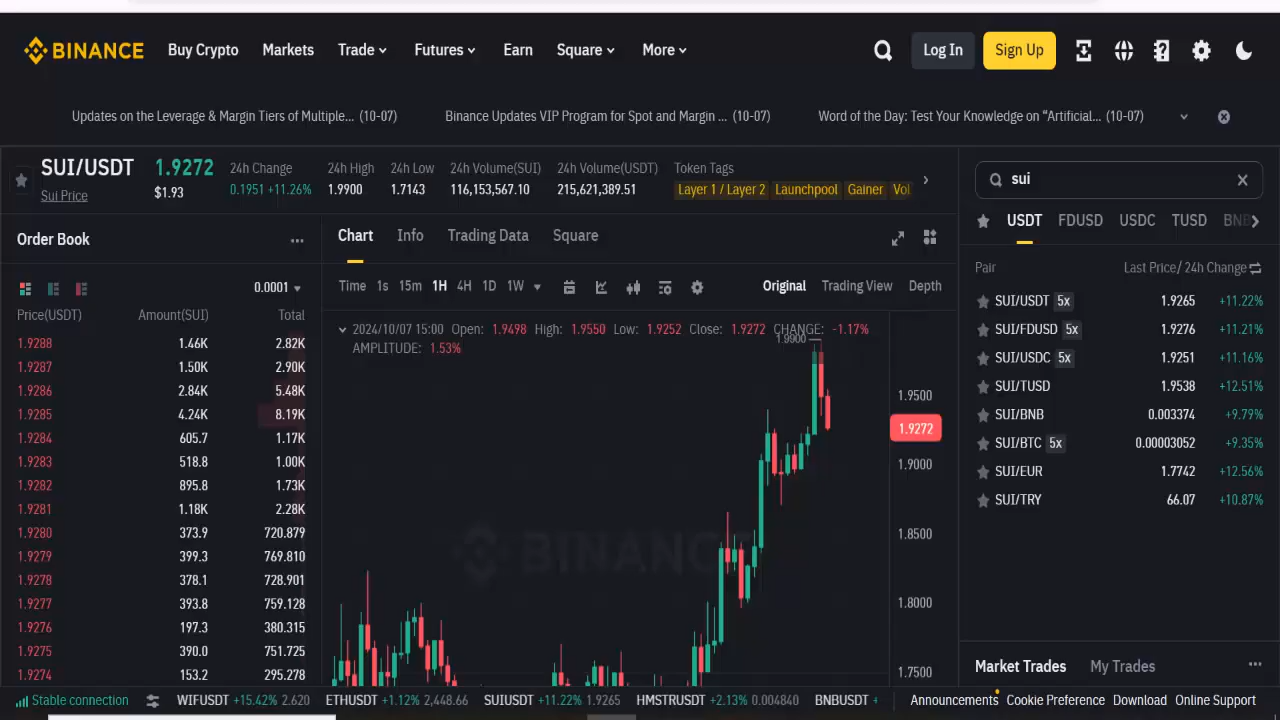 BINANCE Buy Crypto Markets Trade Futures Earn Square More Log In Sign Up
Updates on the Leverage & Margin Tiers of Multiple... (10-07) Binance Updates VIP Program for Spot and Margin ... (10-07) Word of the Day: Test Your Knowledge on "Artificial... (10-07)
SUI/USDT 1.9272 24h Change 24h High 24h Low 24h Volume(SUI) 24h Volume(USDT) Token Tags
Sui Price $1.93 0.1951 +11.26% 1.9900 1.7143 116,153,567.10 215,621,389.51 Layer 1 / Layer 2 Launchpool Gainer Vol
Order Book
0.0001
Price(USDT) Amount(SUI) Total
1.9288 1.46K 2.82K
1.9287 1.50K 2.90K
1.9286 2.84K 5.48K
1.9285 4.24K 8.19K
1.9284 605.7 1.17K
1.9283 518.8 1.00K
1.9282 895.8 1.73K
1.9281 1.18K 2.28K
1.9280 373.9 720.879
1.9279 399.3 769.810
1.9278 378.1 728.901
1.9277 393.8 759.128
1.9276 197.3 380.315
1.9275 390.0 751.725
1.9274 153.2 295.278
Chart Info Trading Data Square
Time 1s 15m 1H 4H 1D 1W Original Trading View Depth
2024/10/07 15:00 Open: 1.9498 High: 1.9550 Low: 1.9252 Close: 1.9272 CHANGE: -1.17%
AMPLITUDE: 1.53%
1.9900
1.9500
1.9272
1.9000
1.8500
BINANCE
1.8000
1.7500
sui
USDT FDUSD USDC TUSD BNB
Pair Last Price/ 24h Change
SUI/USDT 5x 1.9265 +11.22%
SUI/FDUSD 5x 1.9276 +11.21%
SUI/USDC 5x 1.9251 +11.16%
SUI/TUSD 1.9538 +12.51%
SUI/BNB 0.003374 +9.79%
SUI/BTC 5x 0.00003052 +9.35%
SUI/EUR 1.7742 +12.56%
SUI/TRY 66.07 +10.87%
Market Trades My Trades
Stable connection WIFUSDT +15.42% 2.620 ETHUSDT +1.12% 2,448.66 SUIUSDT +11.22% 1.9265 HMSTRUSDT +2.13% 0.004840 BNBUSDT + Announcements Cookie Preference Download Online Support